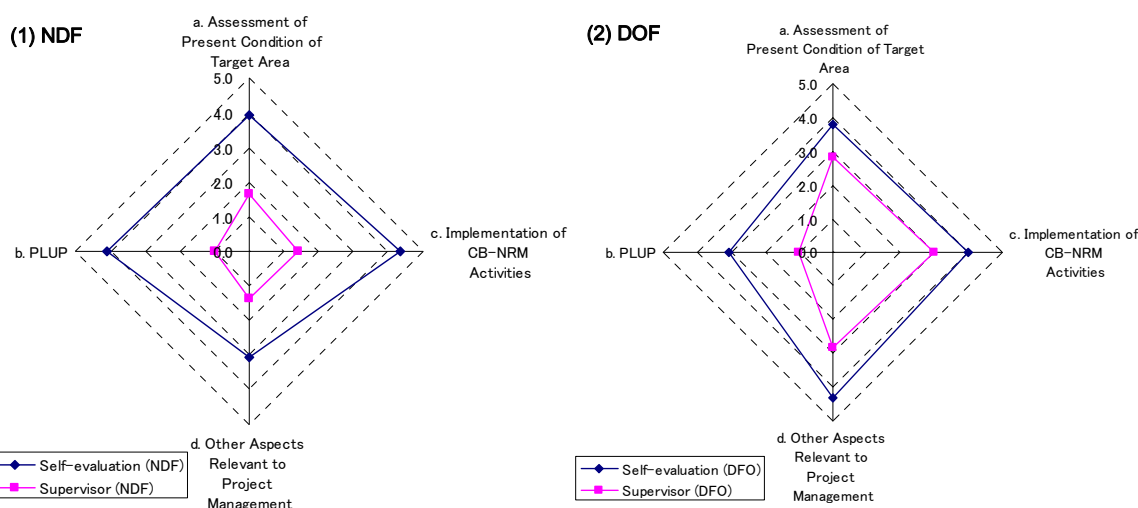 (1) NDF
a. Assessment of
Present Condition of
Target Area
5.0
4.0
3.0
2.0
1.0
0.0
b. PLUP
c. Implementation of
CB-NRM
Activities
d. Other Aspects
Relevant to
Project
Management
Self-evaluation (NDF)
Supervisor (NDF)
(2) DOF
a. Assessment of
Present Condition of Target
Area
5.0
4.0
3.0
2.0
1.0
0.0
b. PLUP
c. Implementation of
CB-NRM
Activities
d. Other Aspects
Relevant to
Project
Management
Self-evaluation (DFO)
Supervisor (DFO)